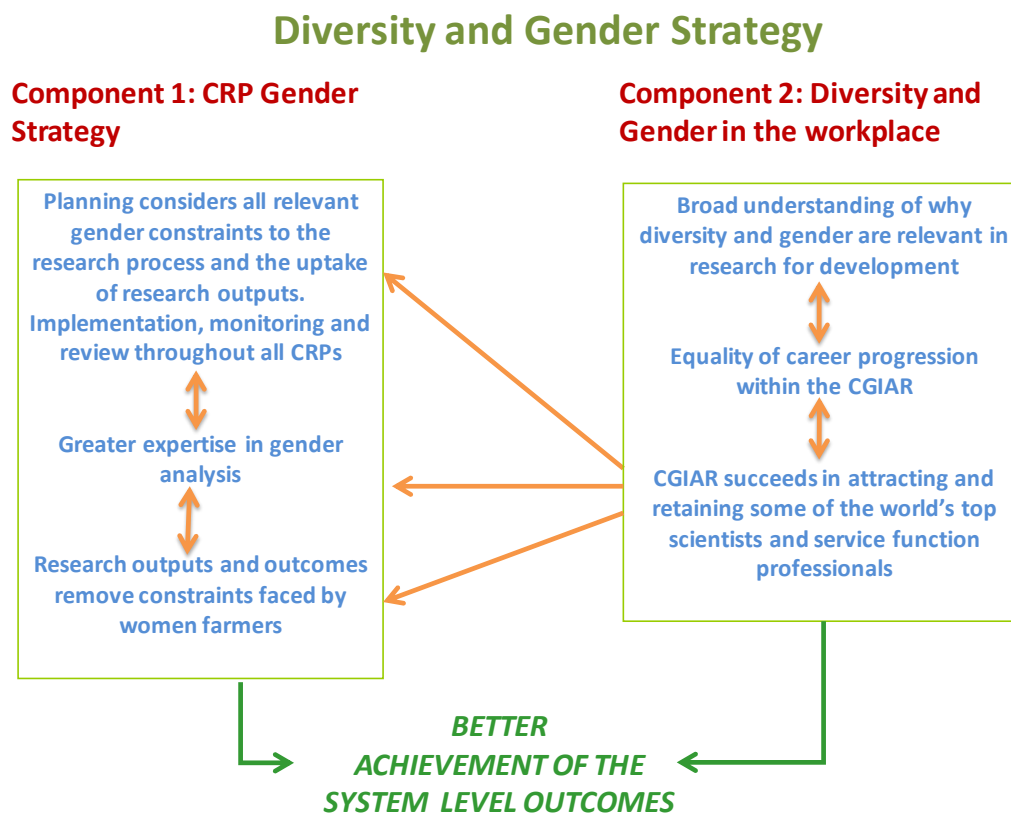 Diversity and Gender Strategy
Component 1: CRP Gender
Strategy
Planning considers all relevant
gender constraints to the
research process and the uptake
of research outputs.
Implementation, monitoring and
review throughout all CRPs
Greater expertise in gender
analysis
Research outputs and outcomes
remove constraints faced by
women farmers
Component 2: Diversity and
Gender in the workplace
Broad understanding of why
diversity and gender are relevant in
research for development
Equality of career progression
within the CGIAR
CGIAR succeeds in attracting and
retaining some of the world's top
scientists and service function
professionals
BETTER
ACHIEVEMENT OF THE
SYSTEM LEVEL OUTCOMES